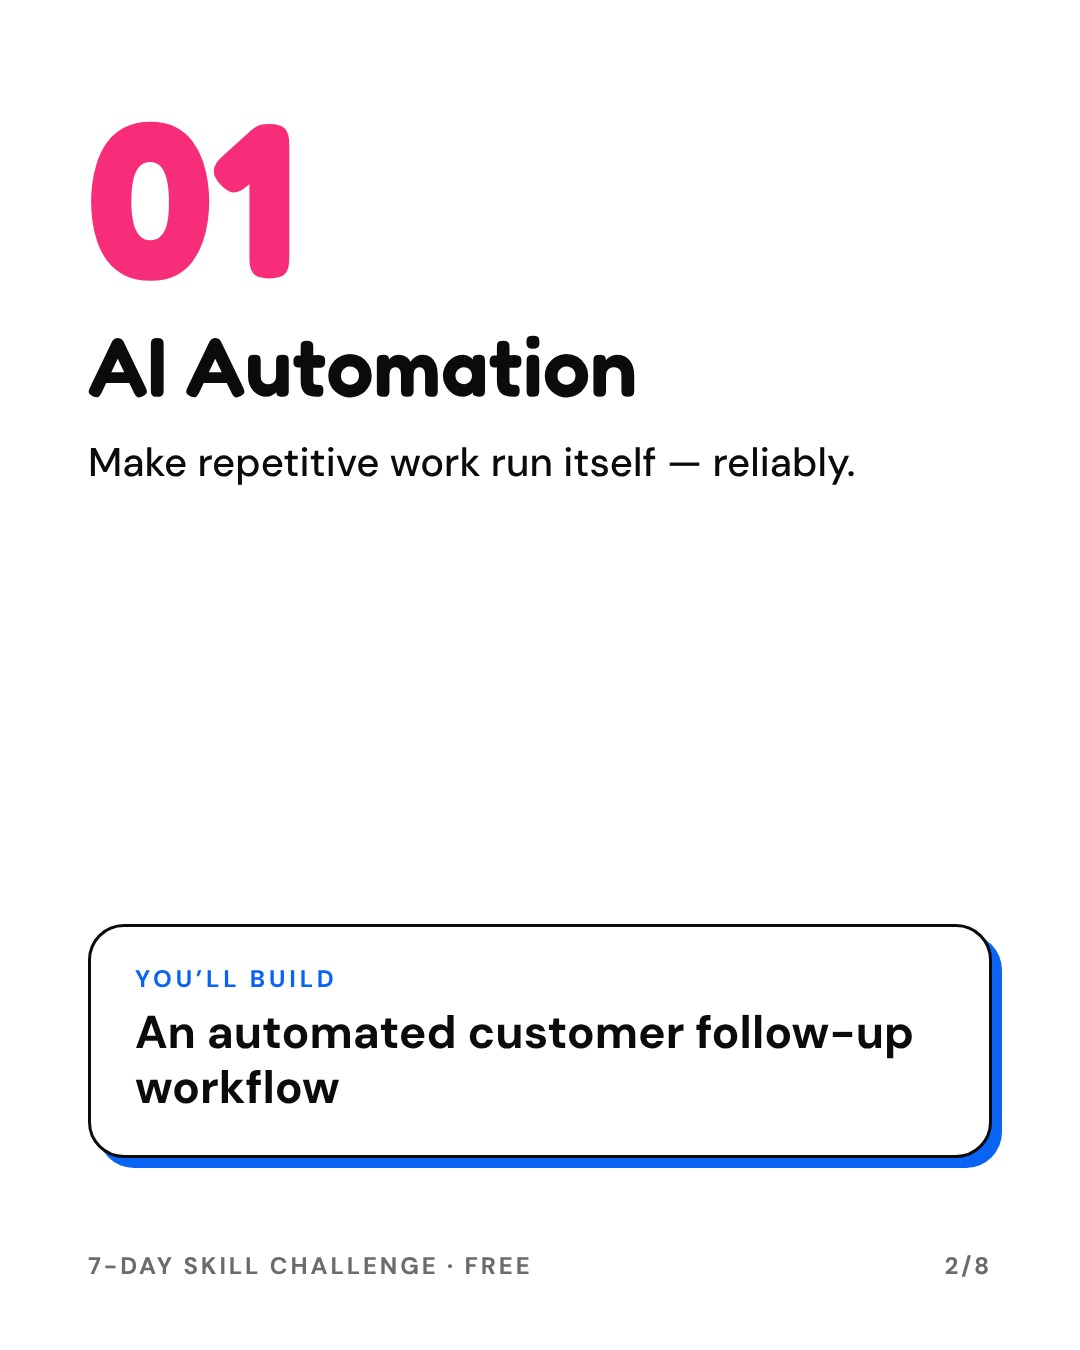 01
AI Automation
Make repetitive work run itself — reliably.
YOU’LL BUILD
An automated customer follow-up
workflow
7-DAY SKILL CHALLENGE · FREE
2/8